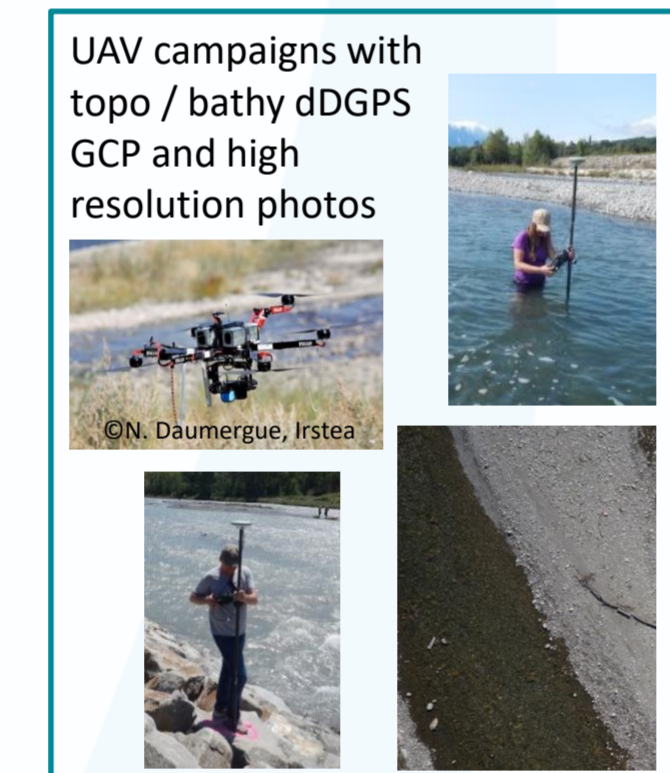 UAV campaigns with
topo / bathy dDGPS
GCP and high
resolution photos
©N. Daumergue, Irstea